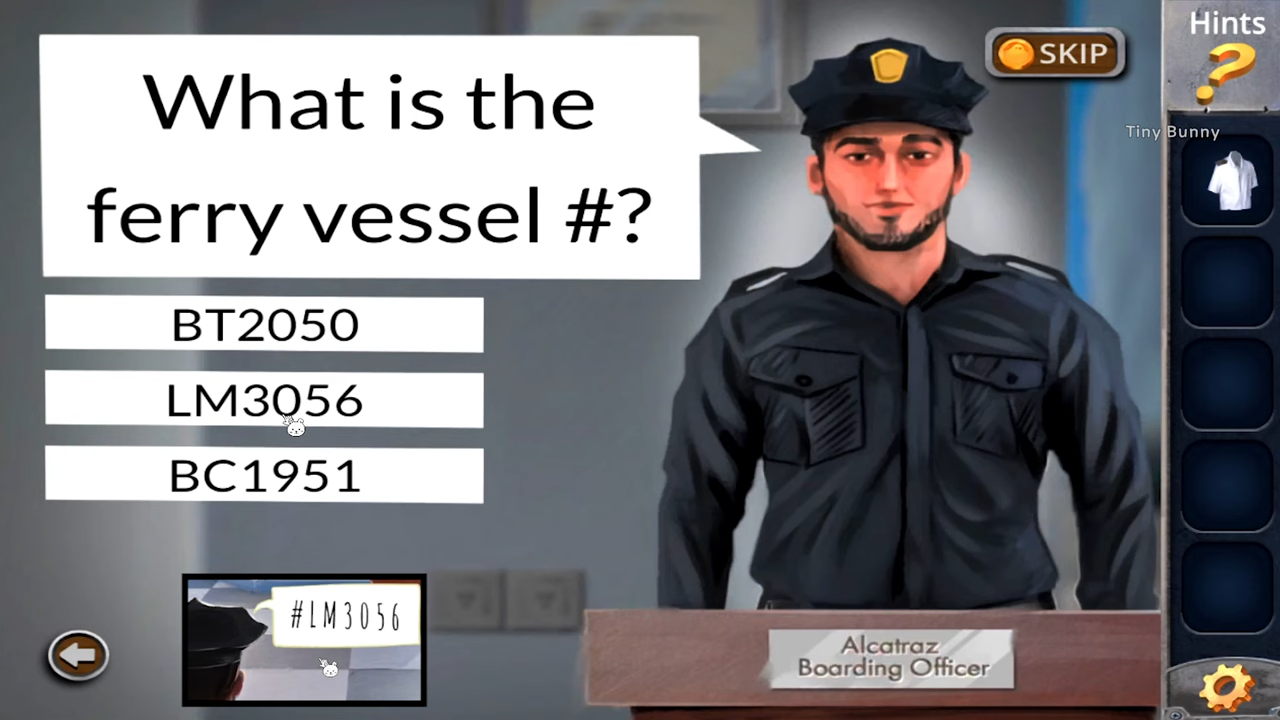 Hints
SKIP
What is the
ferry vessel #?
Tiny Bunny
BT2050
LM3056
BC1951
#LM3056
Alcatraz
Boarding Officer